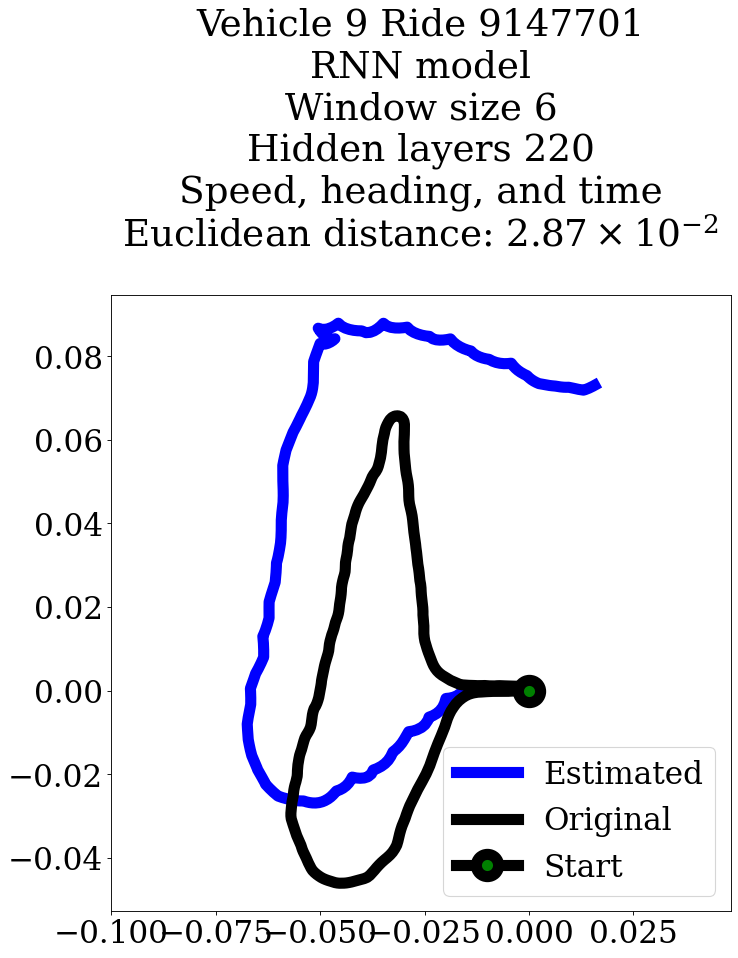 Vehicle 9 Ride 9147701
RNN model
Window size 6
Hidden layers 220
Speed, heading, and time
Euclidean distance: 2.87 × 10⁻²
0.08
0.06
0.04
0.02
0.00
−0.02
−0.04
Estimated
Original
Start
−0.100 −0.075 −0.050 −0.025 0.000 0.025